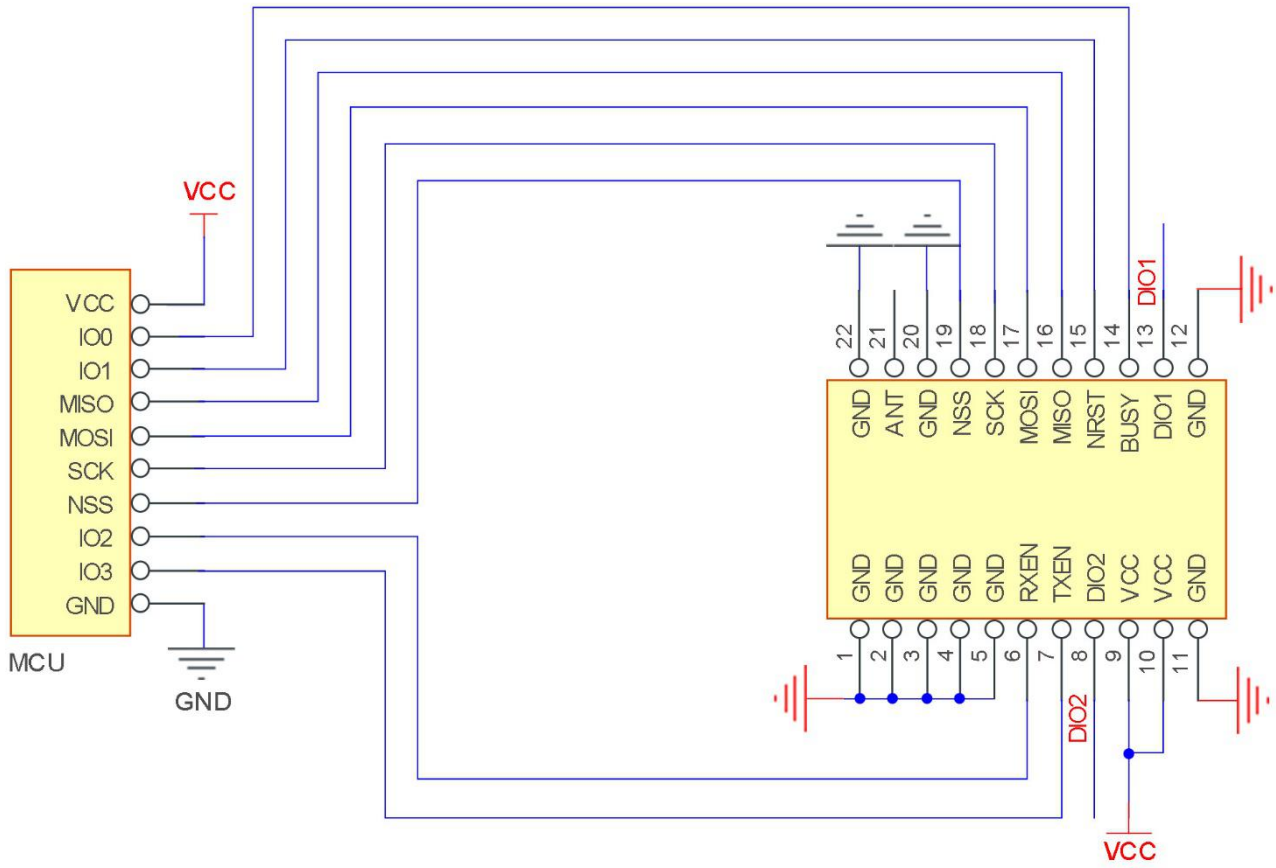 VCC
VCC
IO0
IO1
MISO
MOSI
SCK
NSS
IO2
IO3
GND
MCU
GND
DIO1
22 21 20 19 18 17 16 15 14 13 12
GND ANT GND NSS SCK MOSI MISO NRST BUSY DIO1 GND
GND GND GND GND GND RXEN TXEN DIO2 VCC VCC GND
1 2 3 4 5 6 7 8 9 10 11
DIO2
VCC